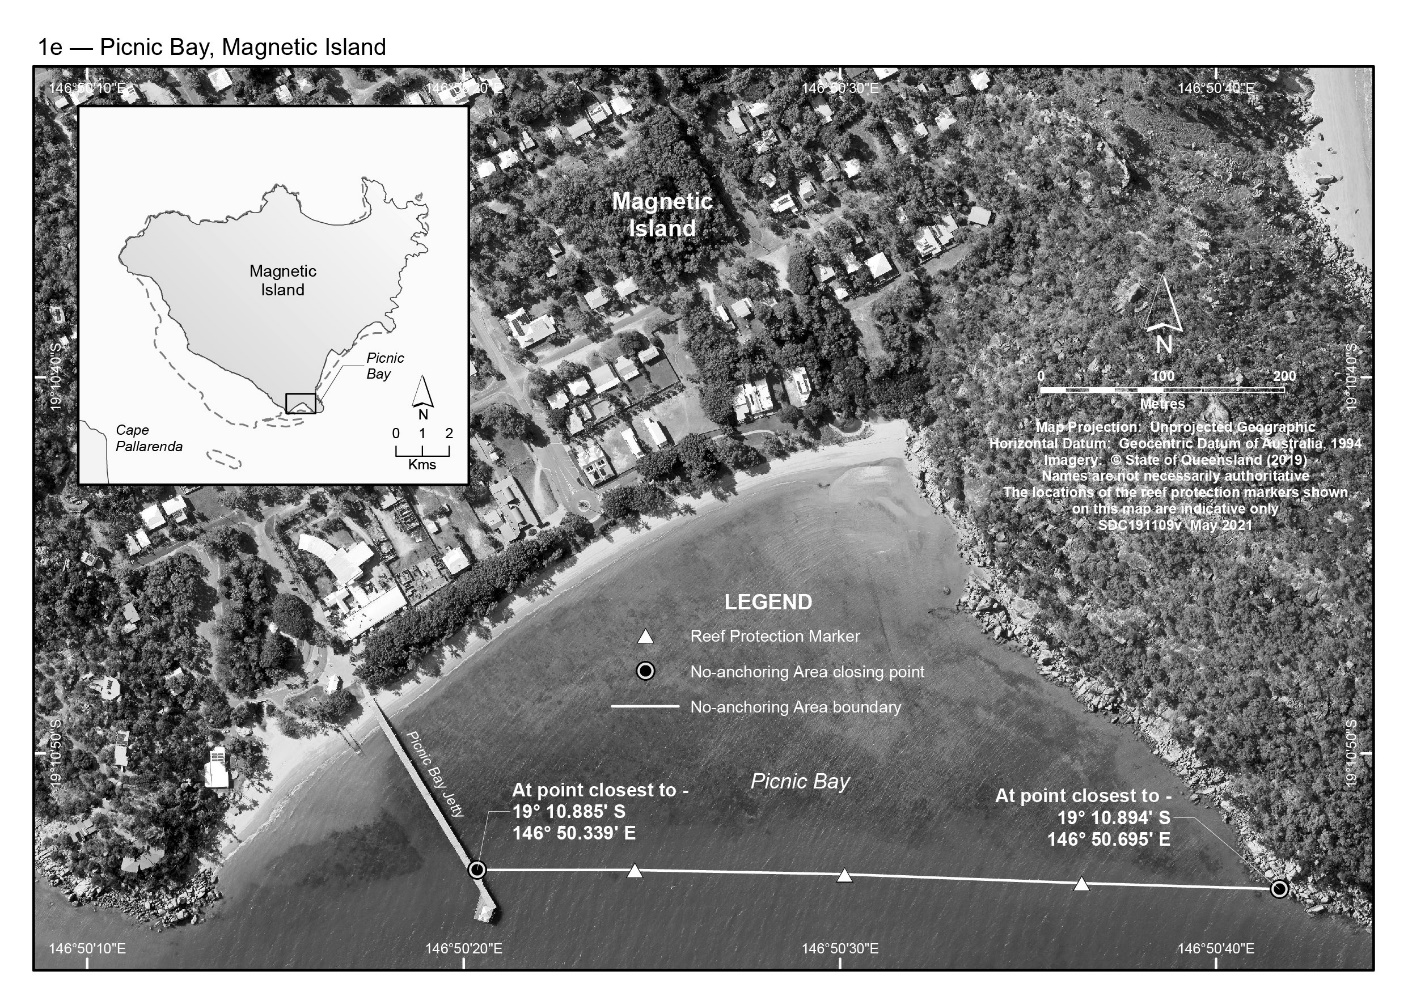 1e — Picnic Bay, Magnetic Island
146°50'10"E
146°50'20"E
146°50'30"E
146°50'40"E
Magnetic
Island
Magnetic
Island
Picnic
Bay
N
0 1 2
Kms
Cape
Pallarenda
19°10'40"S
19°10'40"S
N
0 100 200
Metres
Map Projection: Unprojected Geographic
Horizontal Datum: Geocentric Datum of Australia 1994
Imagery: © State of Queensland (2019)
Names are not necessarily authoritative
The locations of the reef protection markers shown
on this map are indicative only
SDC191109v May 2021
LEGEND
Reef Protection Marker
No-anchoring Area closing point
No-anchoring Area boundary
19°10'50"S
19°10'50"S
Picnic Bay Jetty
Picnic Bay
At point closest to -
19° 10.885' S
146° 50.339' E
At point closest to -
19° 10.894' S
146° 50.695' E
146°50'10"E
146°50'20"E
146°50'30"E
146°50'40"E